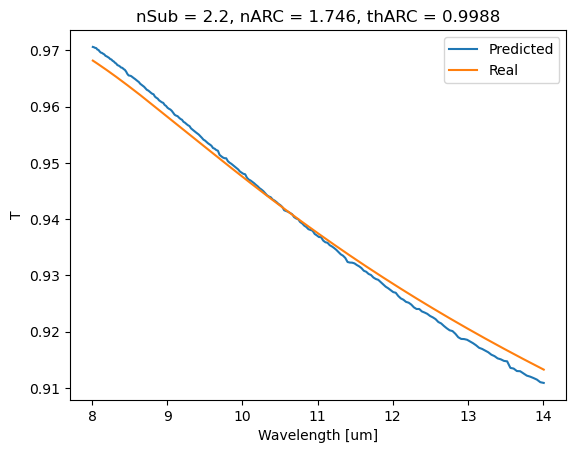 nSub = 2.2, nARC = 1.746, thARC = 0.9988
Predicted
Real
T
0.97
0.96
0.95
0.94
0.93
0.92
0.91
8
9
10
11
12
13
14
Wavelength [um]